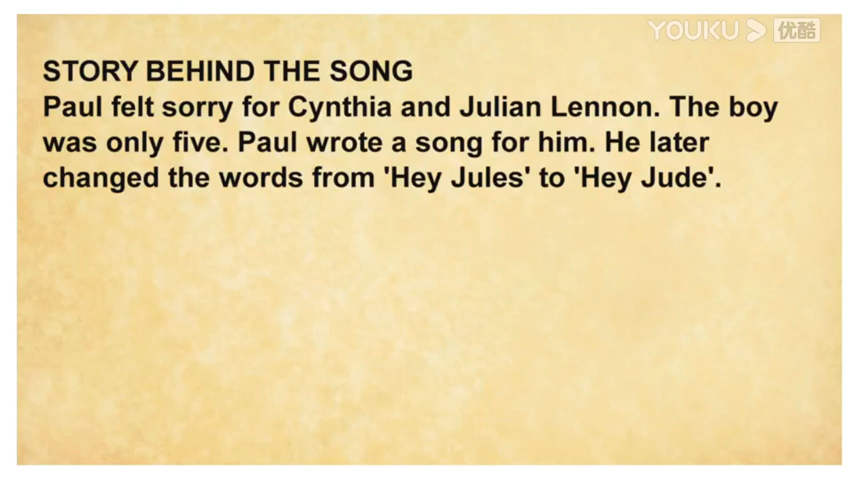 YOUKU 优酷
STORY BEHIND THE SONG
Paul felt sorry for Cynthia and Julian Lennon. The boy
was only five. Paul wrote a song for him. He later
changed the words from 'Hey Jules' to 'Hey Jude'.